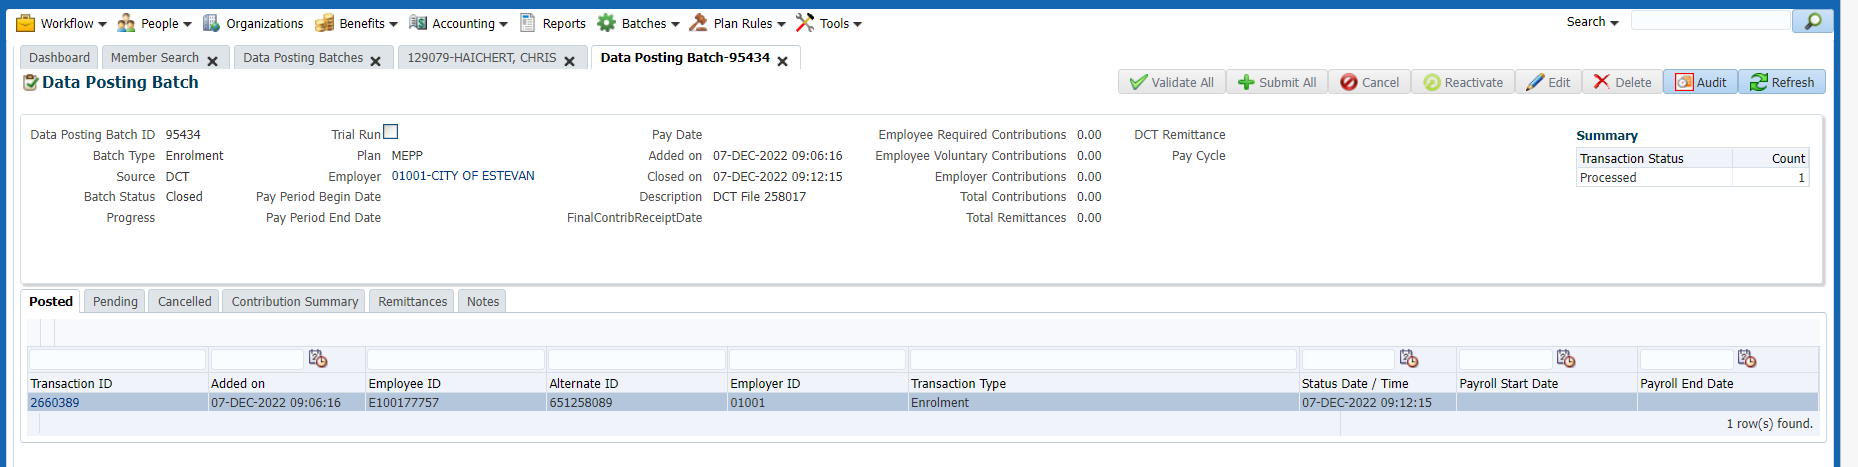 Workflow People Organizations Benefits Accounting Reports Batches Plan Rules Tools Search
Dashboard Member Search Data Posting Batches 129079-HAICHERT, CHRIS Data Posting Batch-95434
Data Posting Batch Validate All Submit All Cancel Reactivate Edit Delete Audit Refresh
Data Posting Batch ID 95434 Trial Run Pay Date Employee Required Contributions 0.00 DCT Remittance Summary
Batch Type Enrolment Plan MEPP Added on 07-DEC-2022 09:06:16 Employee Voluntary Contributions 0.00 Pay Cycle Transaction Status Count
Source DCT Employer 01001-CITY OF ESTEVAN Closed on 07-DEC-2022 09:12:15 Employer Contributions 0.00 Processed 1
Batch Status Closed Pay Period Begin Date Description DCT File 258017 Total Contributions 0.00
Progress Pay Period End Date FinalContribReceiptDate Total Remittances 0.00
Posted Pending Cancelled Contribution Summary Remittances Notes
Transaction ID Added on Employee ID Alternate ID Employer ID Transaction Type Status Date / Time Payroll Start Date Payroll End Date
2660389 07-DEC-2022 09:06:16 E100177757 651258089 01001 Enrolment 07-DEC-2022 09:12:15
1 row(s) found.